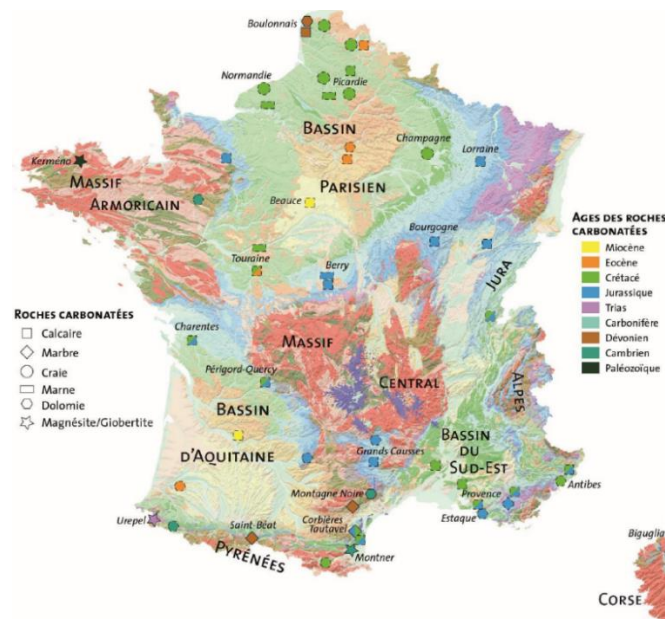 Boulonnais
Normandie
Picardie
BASSIN
Champagne
Lorraine
Kerméno
MASSIF
ARMORICAIN
PARISIEN
Beauce
Bourgogne
Touraine
Berry
JURA
Charentes
MASSIF
Périgord-Quercy
CENTRAL
ALPES
BASSIN
D'AQUITAINE
Grands Causses
BASSIN
DU
SUD-EST
Montagne Noire
Provence
Antibes
Urepel
Saint-Béat
Corbières
Tautavel
Estaque
PYRÉNÉES
Montner
Biguglia
CORSE
ROCHES CARBONATÉES
Calcaire
Marbre
Craie
Marne
Dolomie
Magnésite/Giobertite
AGES DES ROCHES
CARBONATÉES
Miocène
Eocène
Crétacé
Jurassique
Trias
Carbonifère
Dévonien
Cambrien
Paléozoïque